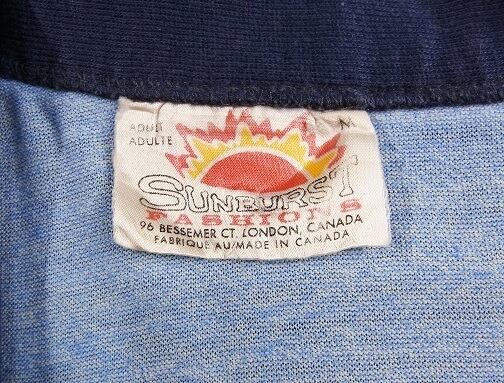 ADULT M
ADULTE
SUNBURST
FASHIONS
96 BESSEMER CT. LONDON, CANADA
FABRIQUE AU/MADE IN CANADA